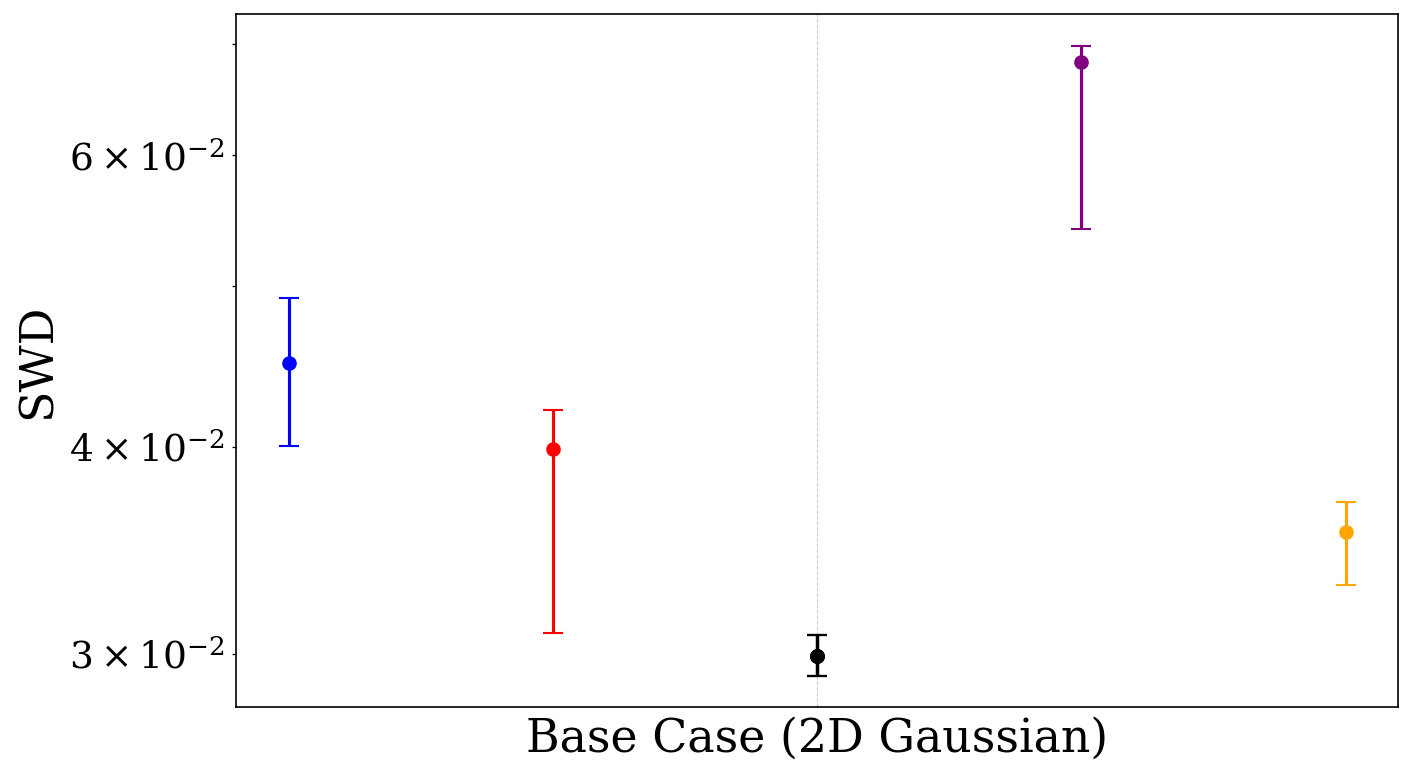 6 × 10⁻²
SWD
4 × 10⁻²
3 × 10⁻²
Base Case (2D Gaussian)